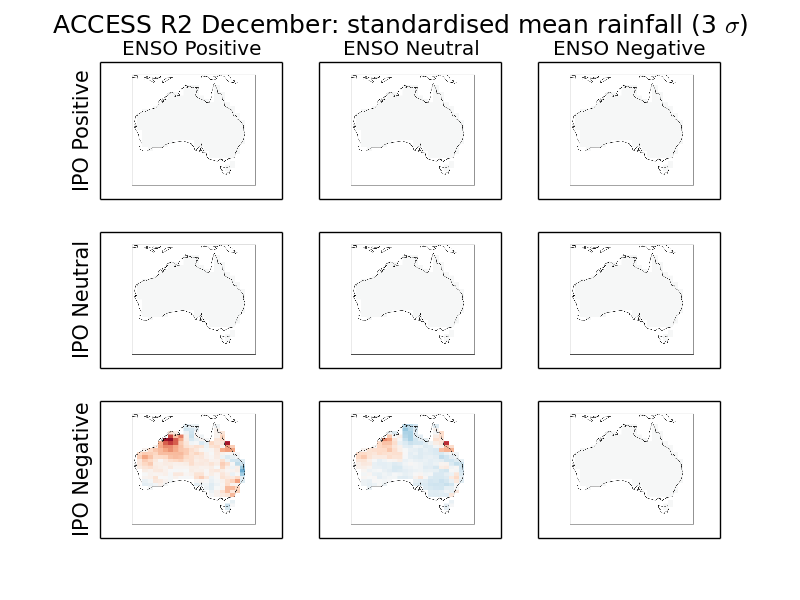 ACCESS R2 December: standardised mean rainfall (3 σ)
ENSO Positive ENSO Neutral ENSO Negative
IPO Positive
IPO Neutral
IPO Negative